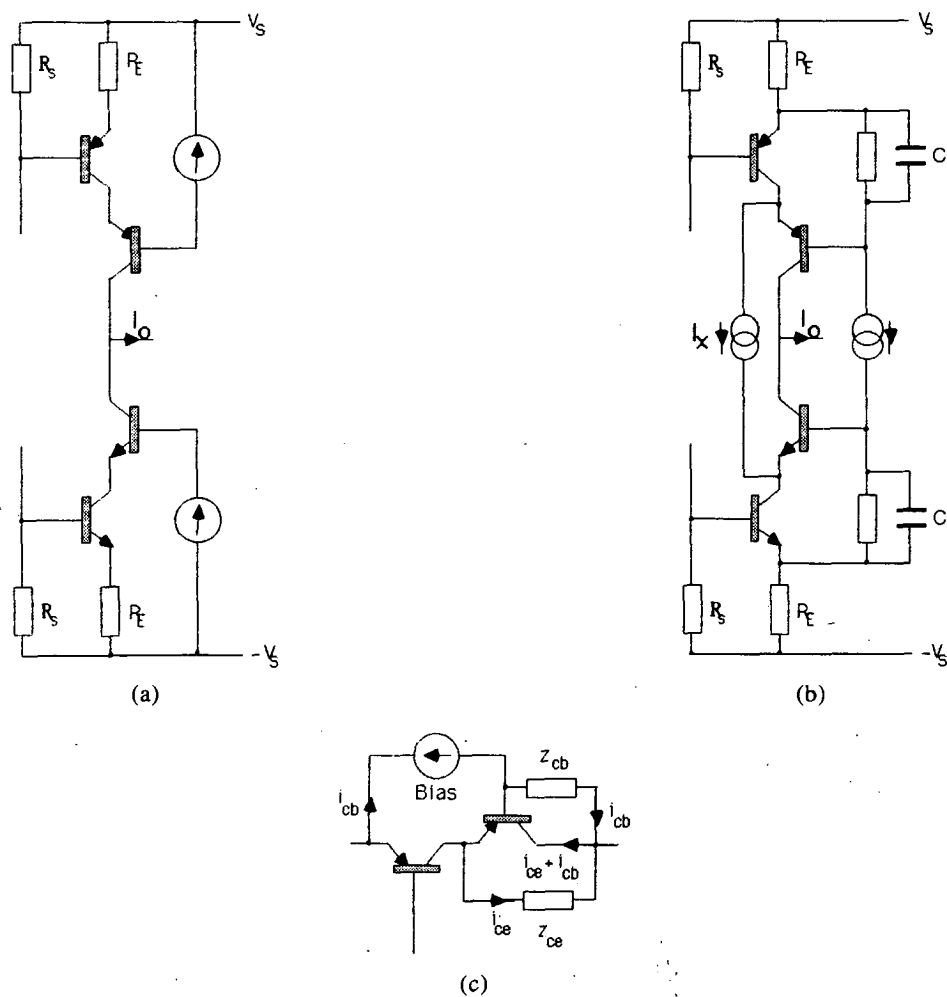 V_S
V_S
R_s
R_E
R_s
R_E
C
I_o
I_x
I_o
C
R_s
R_E
R_s
R_E
-V_S
-V_S
(a)
(b)
Z_cb
Bias
i_cb
i_cb
i_ce + i_cb
i_ce
Z_ce
(c)